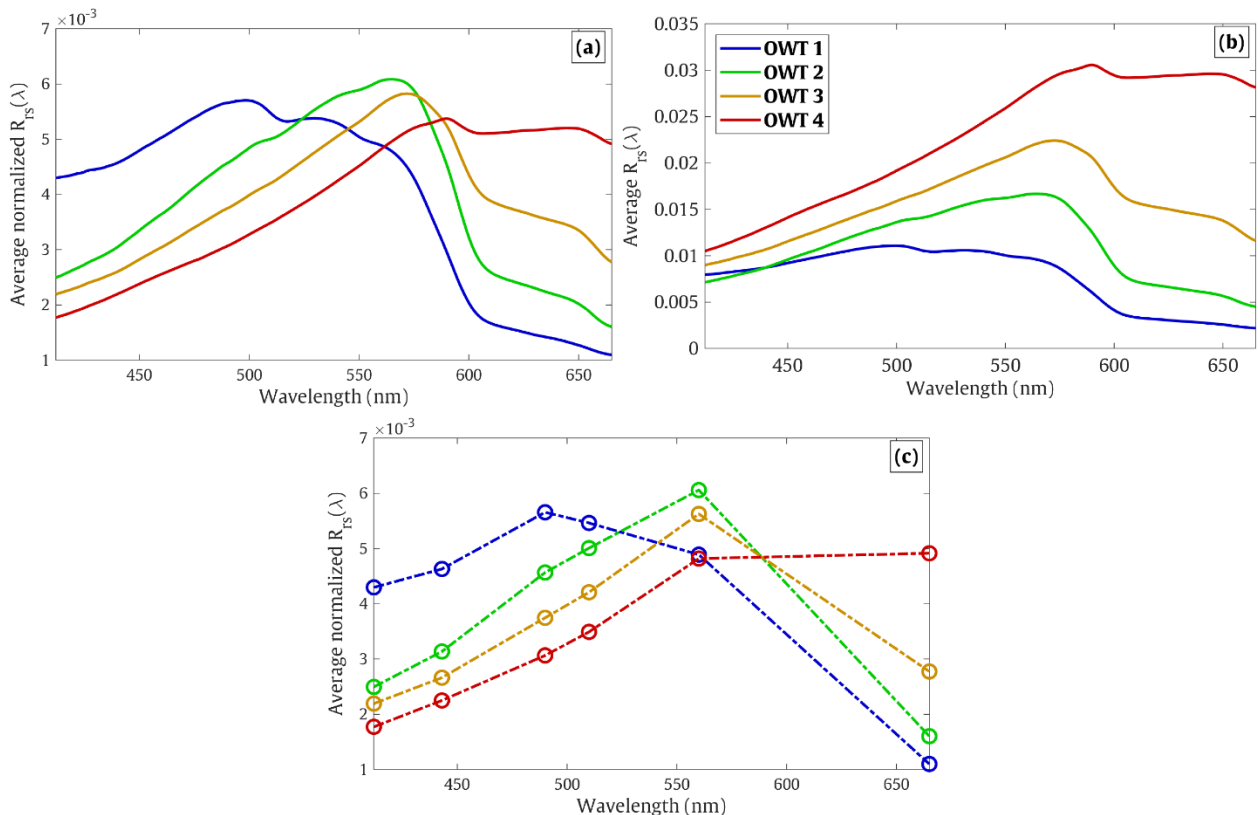 ×10⁻³
(a)
Average normalized Rrs(λ)
7
6
5
4
3
2
1
450 500 550 600 650
Wavelength (nm)
(b)
OWT 1
OWT 2
OWT 3
OWT 4
Average Rrs(λ)
0.035
0.03
0.025
0.02
0.015
0.01
0.005
0
450 500 550 600 650
Wavelength (nm)
×10⁻³
(c)
Average normalized Rrs(λ)
7
6
5
4
3
2
1
450 500 550 600 650
Wavelength (nm)